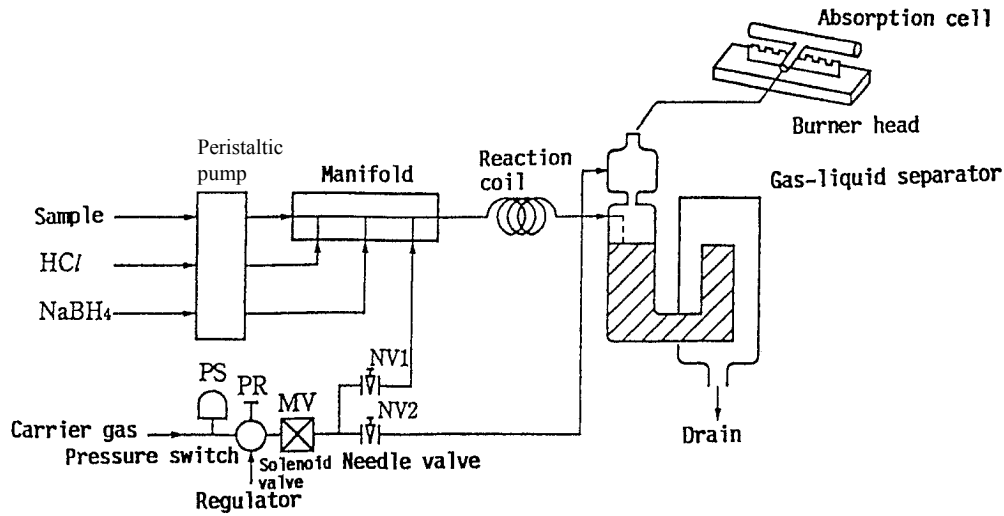 Absorption cell
Burner head
Peristaltic
pump
Manifold
Reaction
coil
Gas-liquid separator
Sample
HCl
NaBH4
NV1
PS
PR
MV
NV2
Carrier gas
Pressure switch
Solenoid
valve
Needle valve
Regulator
Drain